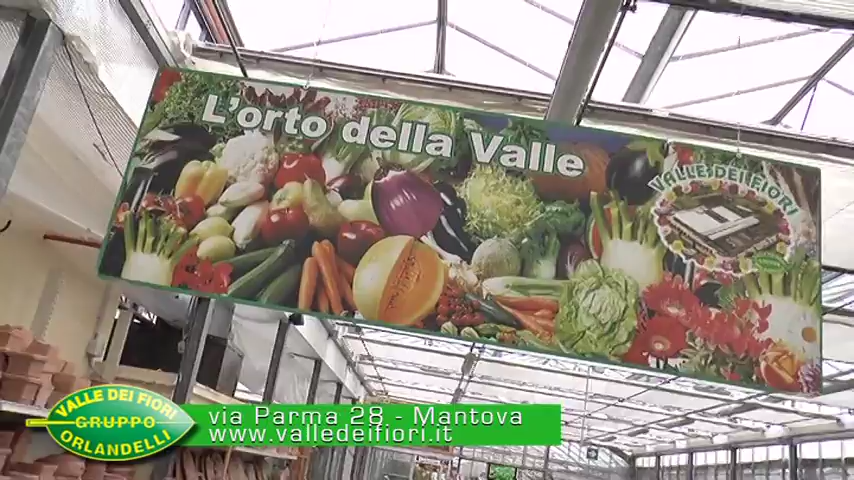 L'orto della Valle
VALLE DEI FIORI
VALLE DEI FIORI
GRUPPO
ORLANDELLI
via Parma 28 - Mantova
www.valledeifiori.it